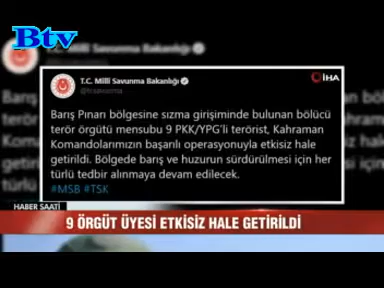 Btv
T.C. Millî Savunma Bakanlığı
@tcsavunma
İHA
Barış Pınarı bölgesine sızma girişiminde bulunan bölücü
terör örgütü mensubu 9 PKK/YPG'li terörist, Kahraman
Komandolarımızın başarılı operasyonuyla etkisiz hale
getirildi. Bölgede barış ve huzurun sürdürülmesi için her
türlü tedbir alınmaya devam edilecek.
#MSB #TSK
HABER SAATİ
9 ÖRGÜT ÜYESİ ETKİSİZ HALE GETİRİLDİ